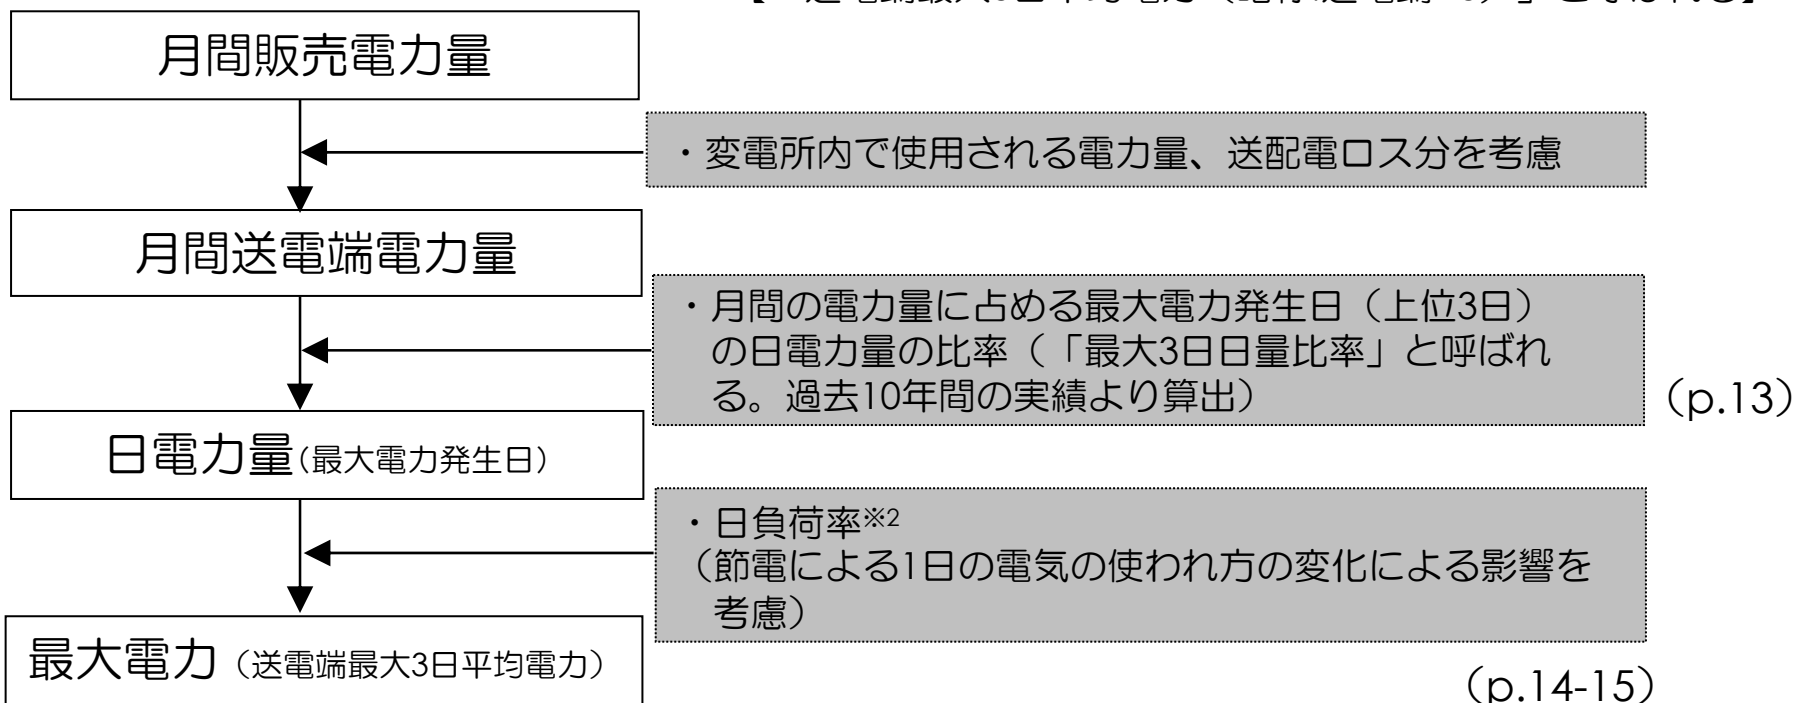 月間販売電力量
・変電所内で使用される電力量、送配電ロス分を考慮
月間送電端電力量
・月間の電力量に占める最大電力発生日（上位3日）
の日電力量の比率（「最大3日日量比率」と呼ばれ
る。過去10年間の実績より算出）
（p.13）
日電力量（最大電力発生日）
・日負荷率※2
（節電による1日の電気の使われ方の変化による影響を
考慮）
最大電力（送電端最大3日平均電力）
（p.14-15）